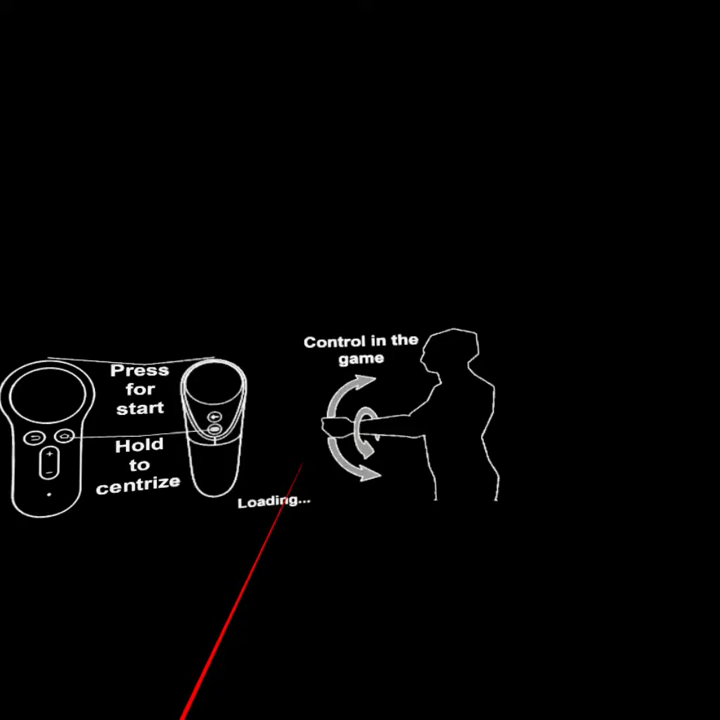 Press
for
start
Hold
to
centrize
Loading...
Control in the
game